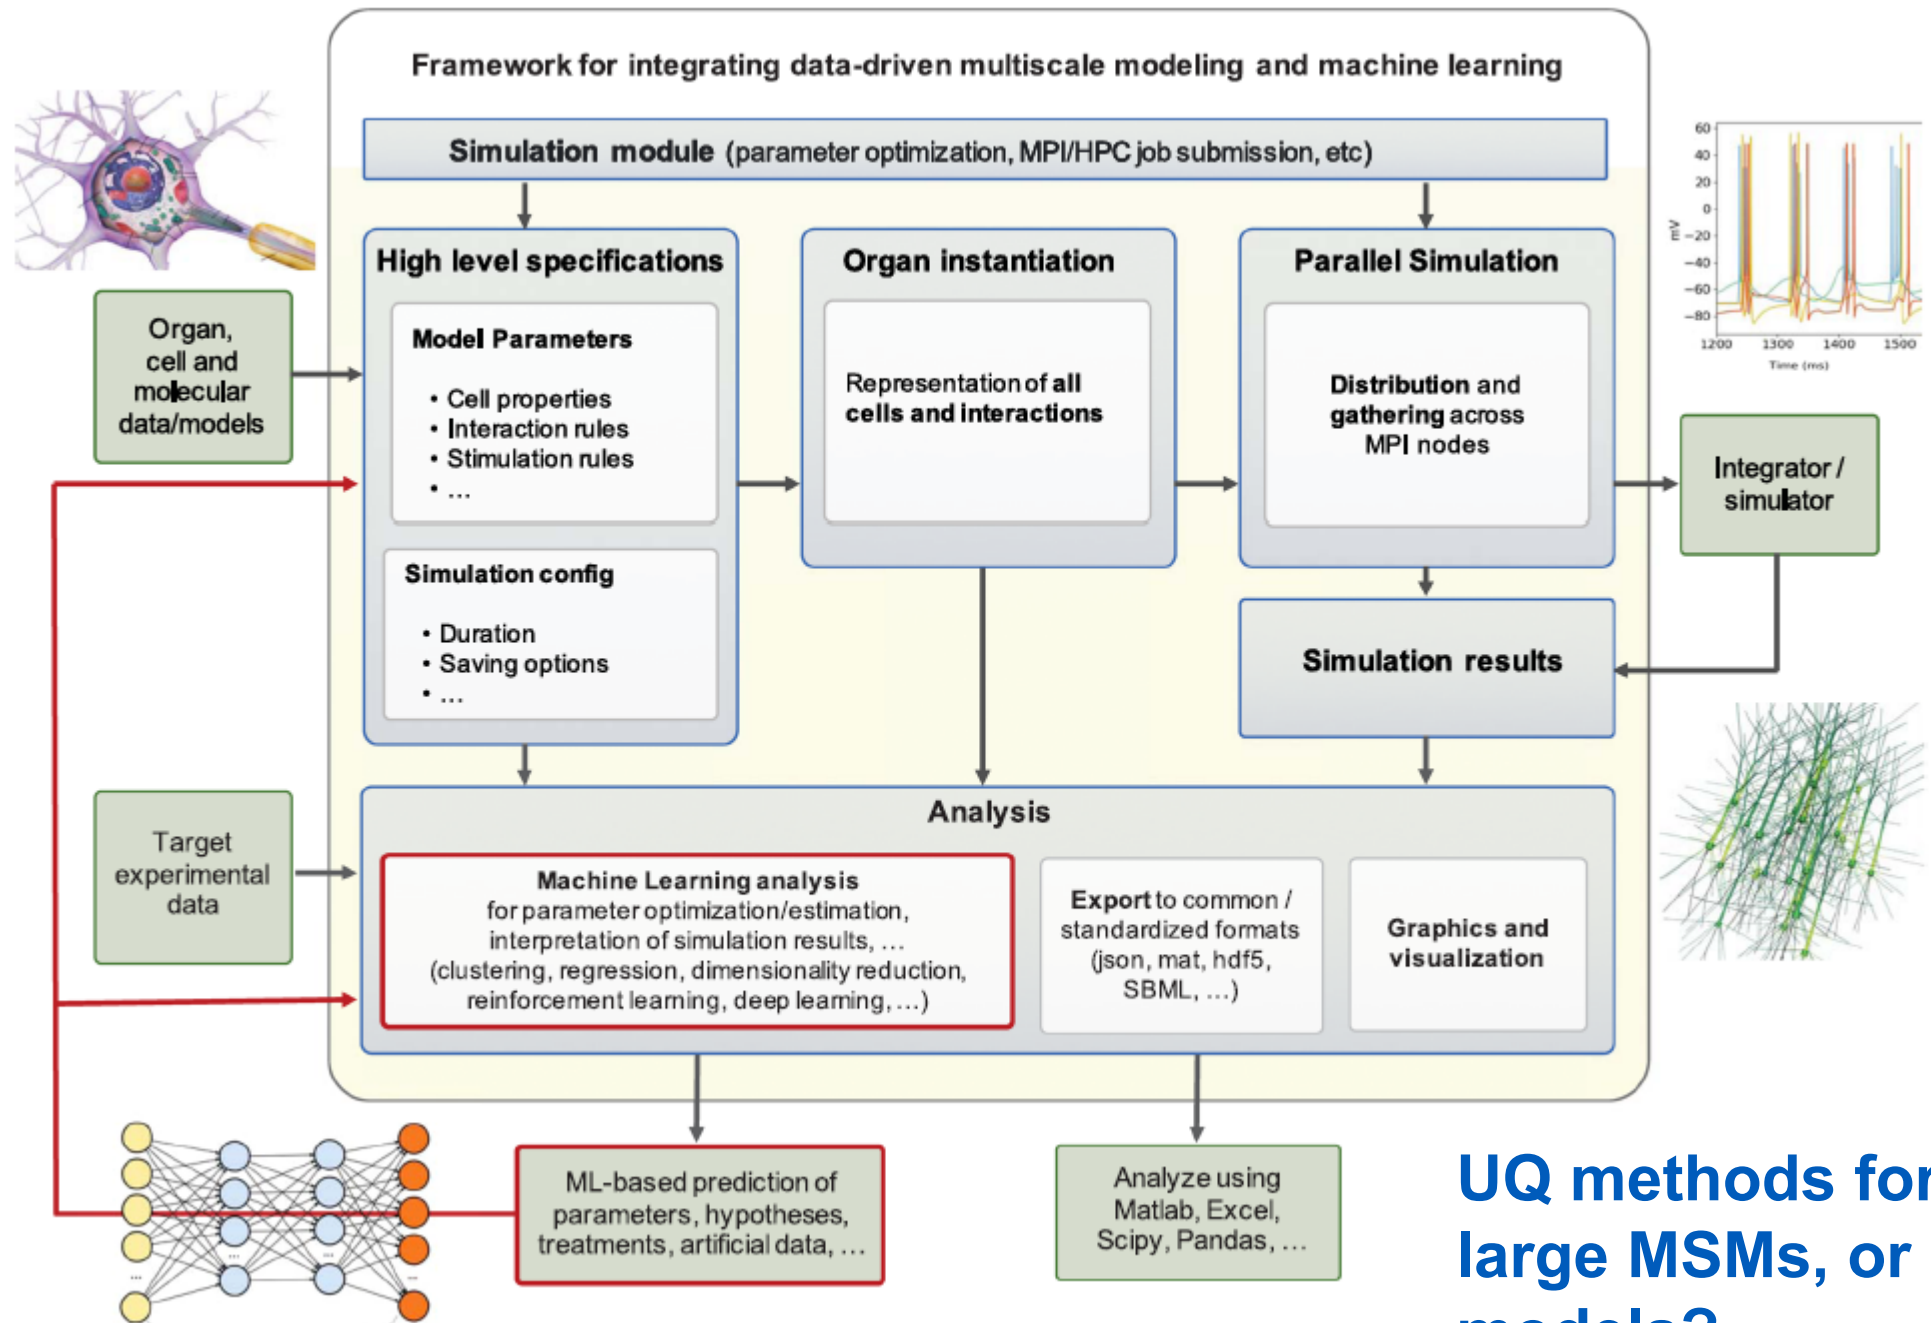 Framework for integrating data-driven multiscale modeling and machine learning
Simulation module (parameter optimization, MPI/HPC job submission, etc)
High level specifications
Model Parameters
• Cell properties
• Interaction rules
• Stimulation rules
• ...
Simulation config
• Duration
• Saving options
• ...
Organ instantiation
Representation of all
cells and interactions
Parallel Simulation
Distribution and
gathering across
MPI nodes
60
40
20
0
−20
−40
−60
−80
mV
1200 1300 1400 1500
Time (ms)
Organ,
cell and
molecular
data/models
Integrator /
simulator
Simulation results
Analysis
Target
experimental
data
Machine Learning analysis
for parameter optimization/estimation,
interpretation of simulation results, ...
(clustering, regression, dimensionality reduction,
reinforcement learning, deep learning, ...)
Export to common /
standardized formats
(json, mat, hdf5,
SBML, ...)
Graphics and
visualization
...
...
...
...
ML-based prediction of
parameters, hypotheses,
treatments, artificial data, ...
Analyze using
Matlab, Excel,
Scipy, Pandas, ...
UQ methods for
large MSMs, or
models?